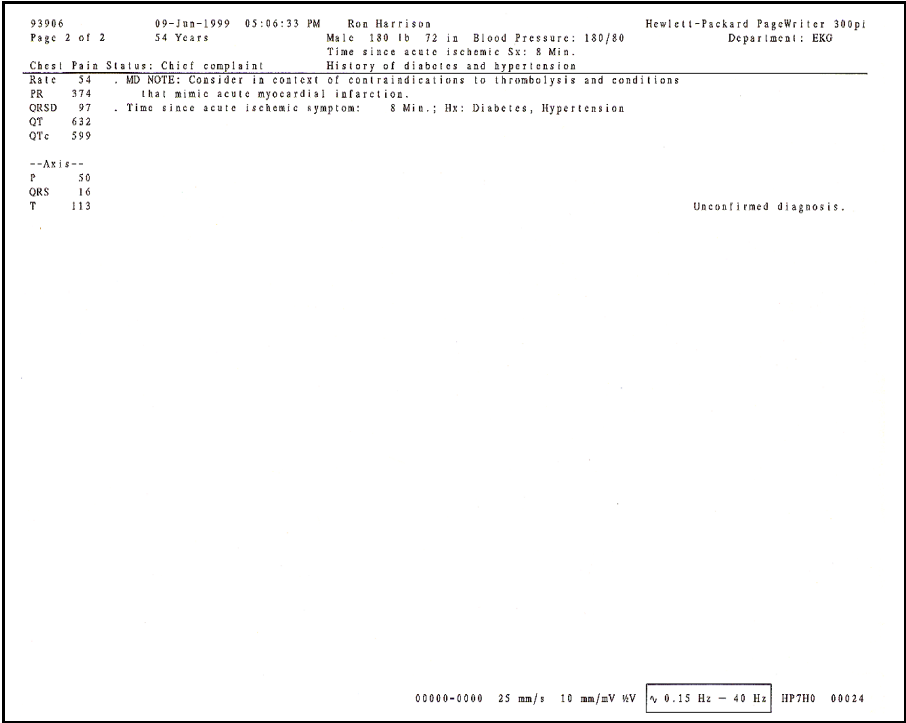 93906 09-Jun-1999 05:06:33 PM Ron Harrison Hewlett-Packard PageWriter 300pi
Page 2 of 2 54 Years Male 180 lb 72 in Blood Pressure: 180/80 Department: EKG
Time since acute ischemic Sx: 8 Min.
Chest Pain Status: Chief complaint History of diabetes and hypertension
Rate 54 . MD NOTE: Consider in context of contraindications to thrombolysis and conditions
PR 374 that mimic acute myocardial infarction.
QRSD 97 . Time since acute ischemic symptom: 8 Min.; Hx: Diabetes, Hypertension
QT 632
QTc 599
--Axis--
P 50
QRS 16
T 113 Unconfirmed diagnosis.
00000-0000 25 mm/s 10 mm/mV ½V ∿ 0.15 Hz — 40 Hz HP7H0 00024